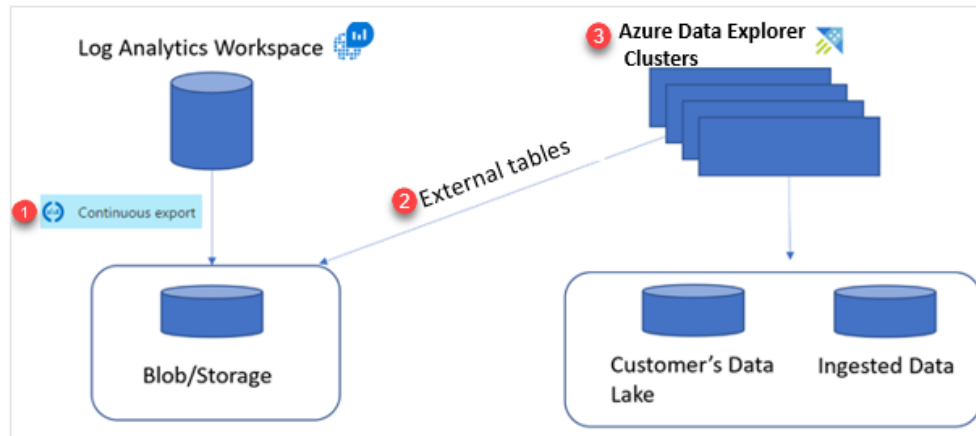 Log Analytics Workspace
3 Azure Data Explorer
Clusters
2 External tables
1 Continuous export
Blob/Storage
Customer's Data
Lake
Ingested Data